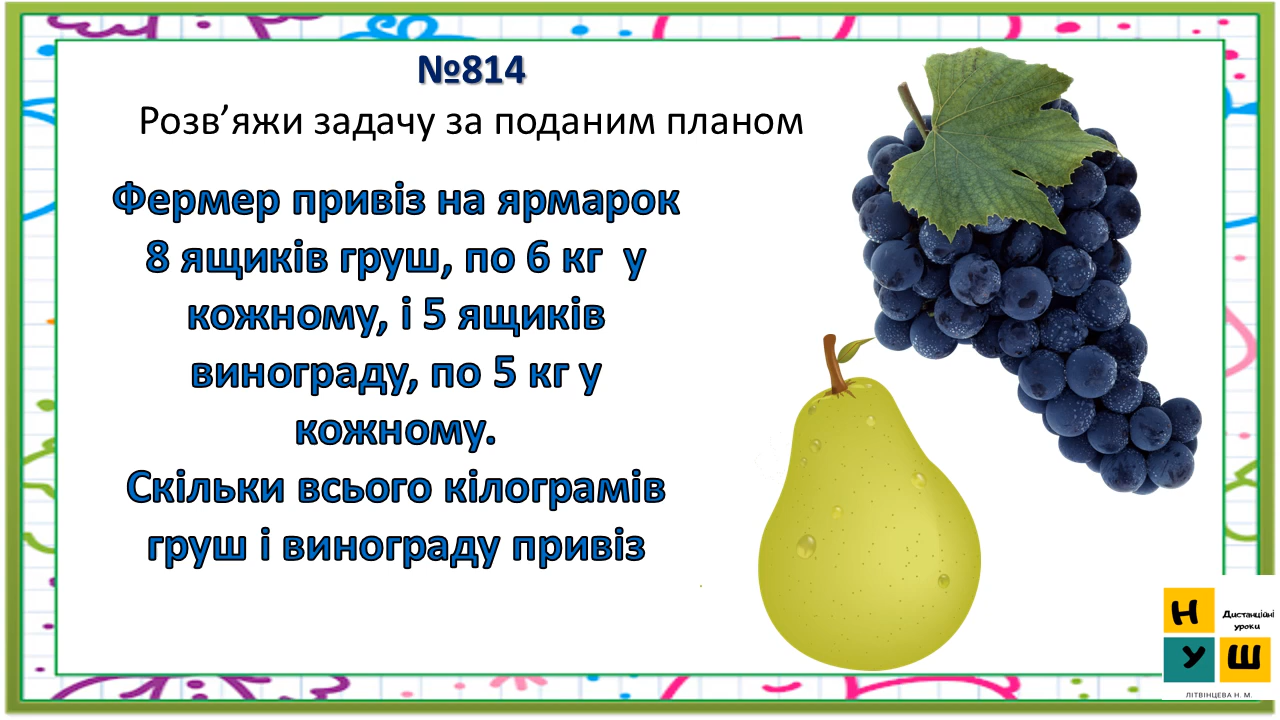 №814
Розв’яжи задачу за поданим планом
Фермер привіз на ярмарок
8 ящиків груш, по 6 кг у
кожному, і 5 ящиків
винограду, по 5 кг у
кожному.
Скільки всього кілограмів
груш і винограду привіз
Н
Дистанційні
уроки
У Ш
ЛІТВІНЦЕВА Н. М.